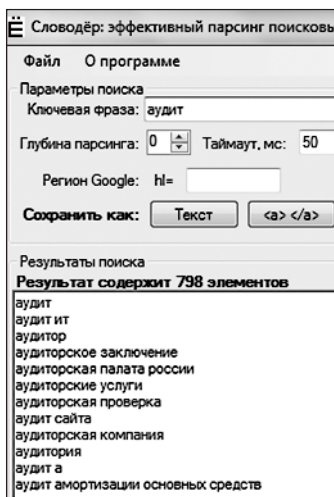 Ё Словодёр: эффективный парсинг поисковы
Файл О программе
Параметры поиска
Ключевая фраза: аудит
Глубина парсинга: 0 Таймаут, мс: 50
Регион Google: hl=
Сохранить как: Текст <a> </a>
Результаты поиска
Результат содержит 798 элементов
аудит
аудит ит
аудитор
аудиторское заключение
аудиторская палата россии
аудиторские услуги
аудиторская проверка
аудит сайта
аудиторская компания
аудитория
аудит а
аудит амортизации основных средств